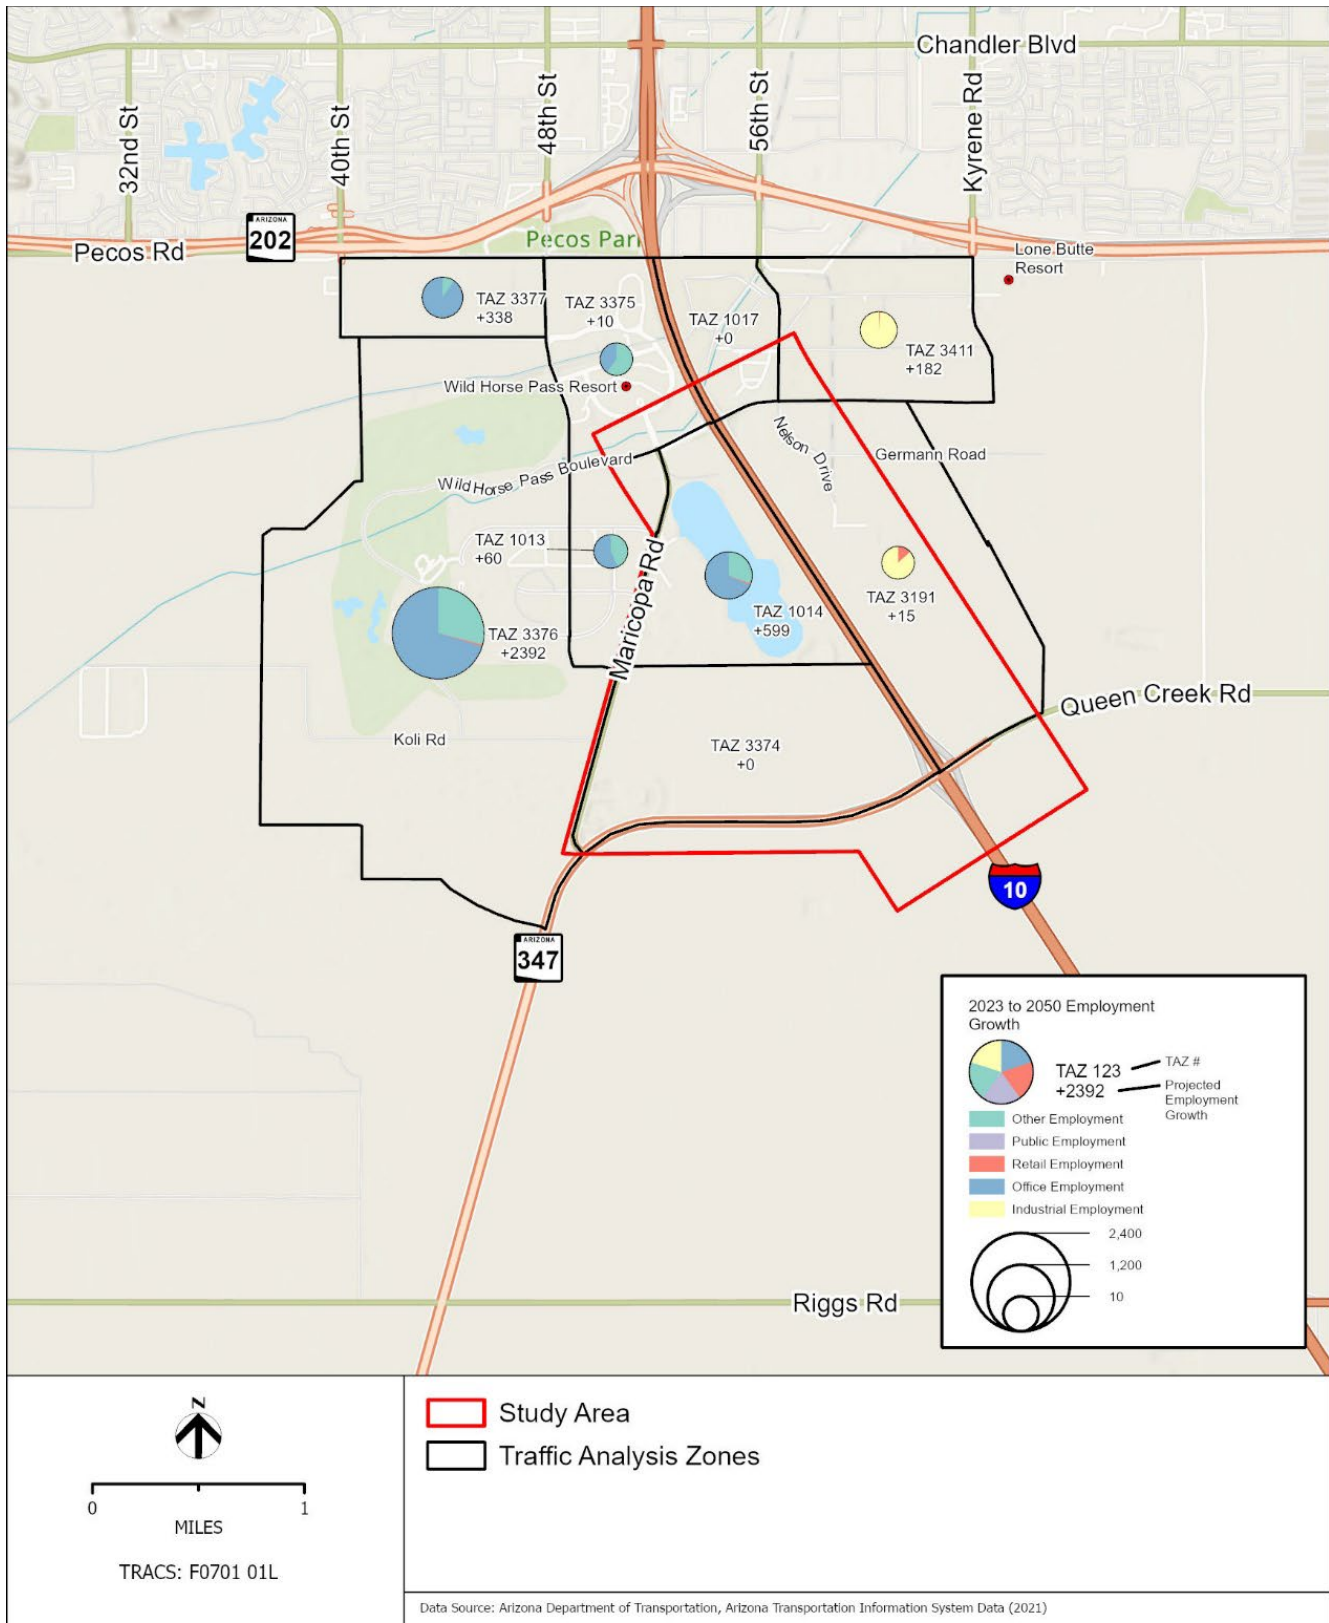 Chandler Blvd
32nd St
40th St
48th St
56th St
Kyrene Rd
ARIZONA
202
Pecos Rd
Pecos Park
Lone Butte
Resort
TAZ 3377
+338
TAZ 3375
+10
TAZ 1017
+0
TAZ 3411
+182
Wild Horse Pass Resort
Nelson Drive
Germann Road
Wild Horse Pass Boulevard
TAZ 1013
+60
Maricopa Rd
TAZ 1014
+599
TAZ 3191
+15
TAZ 3376
+2392
Queen Creek Rd
Koli Rd
TAZ 3374
+0
10
ARIZONA
347
2023 to 2050 Employment
Growth
TAZ 123
+2392
TAZ #
Projected
Employment
Growth
Other Employment
Public Employment
Retail Employment
Office Employment
Industrial Employment
2,400
1,200
10
Riggs Rd
N
0 1
MILES
TRACS: F0701 01L
Study Area
Traffic Analysis Zones
Data Source: Arizona Department of Transportation, Arizona Transportation Information System Data (2021)